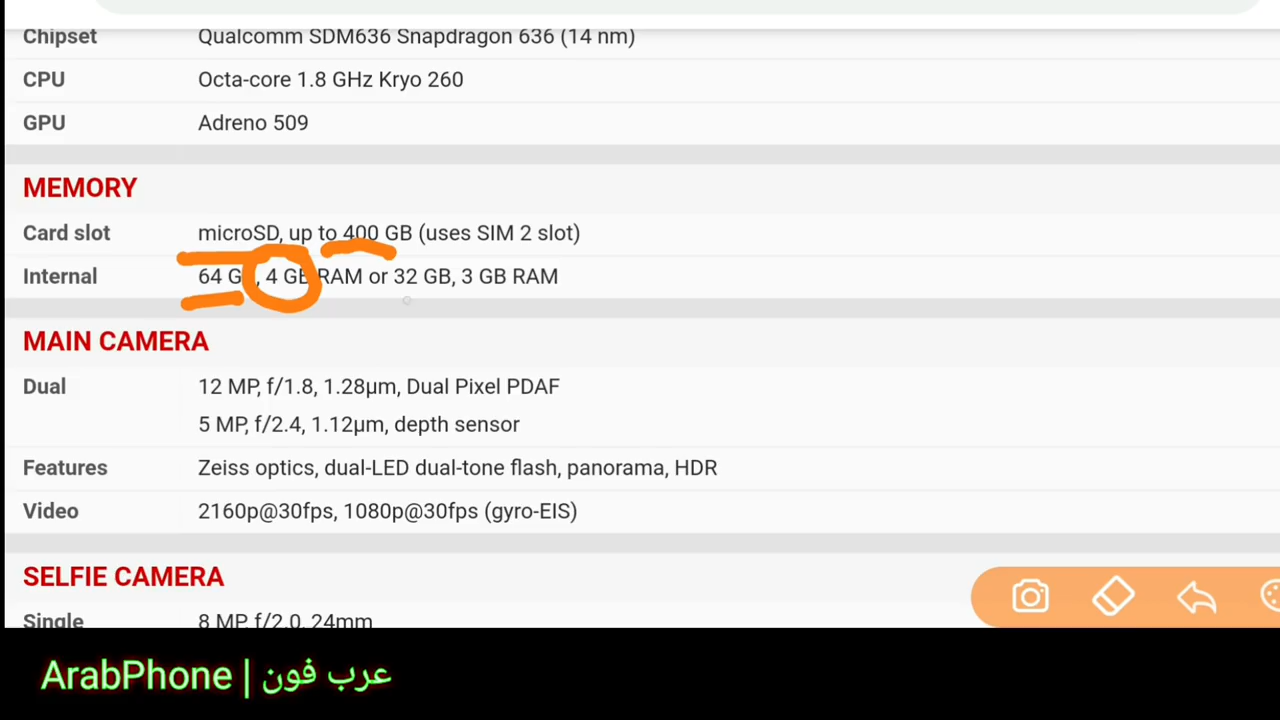 Chipset Qualcomm SDM636 Snapdragon 636 (14 nm)
CPU Octa-core 1.8 GHz Kryo 260
GPU Adreno 509
MEMORY
Card slot microSD, up to 400 GB (uses SIM 2 slot)
Internal 64 GB, 4 GB RAM or 32 GB, 3 GB RAM
MAIN CAMERA
Dual 12 MP, f/1.8, 1.28µm, Dual Pixel PDAF
5 MP, f/2.4, 1.12µm, depth sensor
Features Zeiss optics, dual-LED dual-tone flash, panorama, HDR
Video 2160p@30fps, 1080p@30fps (gyro-EIS)
SELFIE CAMERA
Single 8 MP, f/2.0, 24mm
ArabPhone | عرب فون